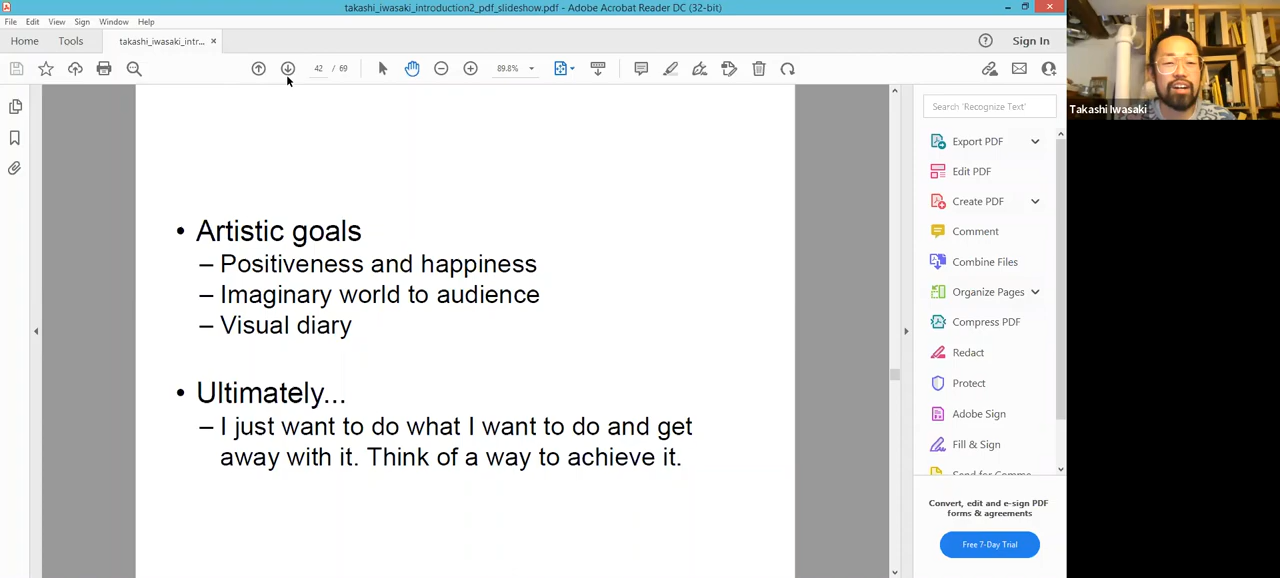 takashi_iwasaki_introduction2_pdf_slideshow.pdf - Adobe Acrobat Reader DC (32-bit)
File Edit View Sign Window Help
Home Tools takashi_iwasaki_intr... × Sign In
42 / 69 89.8%
Takashi Iwasaki
• Artistic goals
– Positiveness and happiness
– Imaginary world to audience
– Visual diary
• Ultimately...
– I just want to do what I want to do and get
away with it. Think of a way to achieve it.
Search 'Recognize Text'
Export PDF
Edit PDF
Create PDF
Comment
Combine Files
Organize Pages
Compress PDF
Redact
Protect
Adobe Sign
Fill & Sign
Convert, edit and e-sign PDF
forms & agreements
Free 7-Day Trial